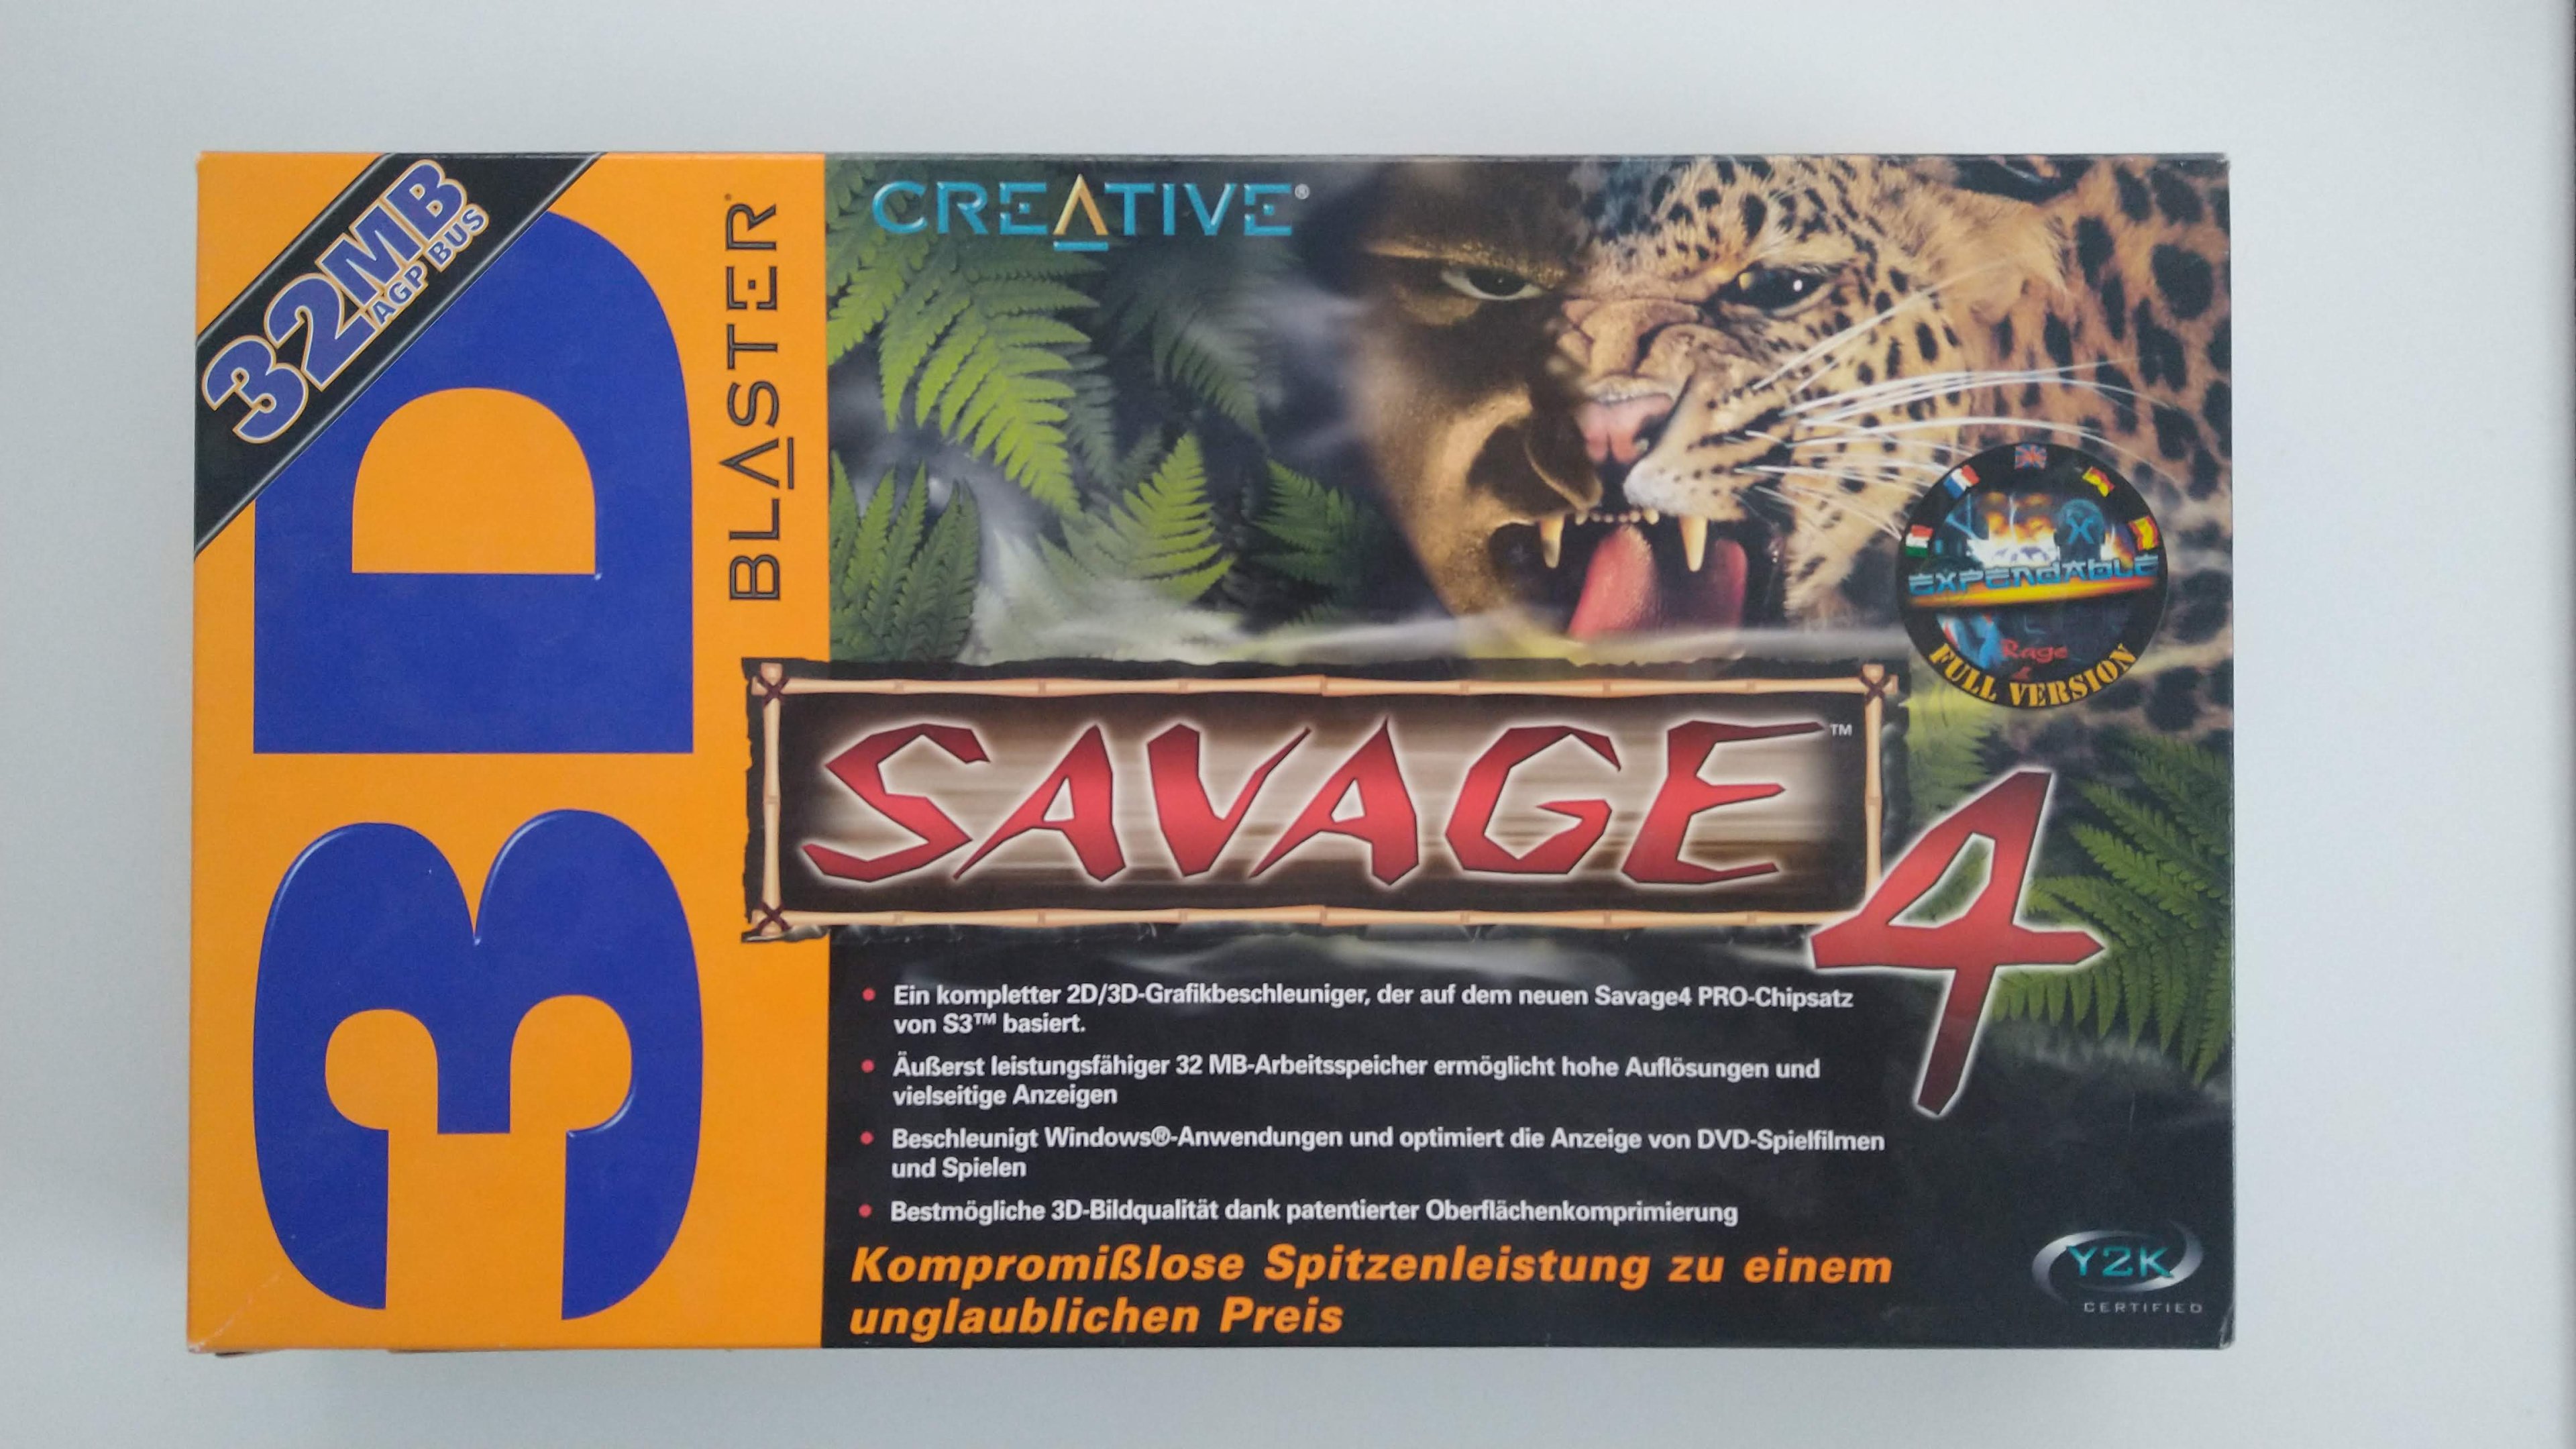 32MB
AGP BUS
3D
BLASTER®
CREATIVE®
EXPENDABLE
Rage
FULL VERSION
SAVAGE™
4
• Ein kompletter 2D/3D-Grafikbeschleuniger, der auf dem neuen Savage4 PRO-Chipsatz
von S3™ basiert.
• Äußerst leistungsfähiger 32 MB-Arbeitsspeicher ermöglicht hohe Auflösungen und
vielseitige Anzeigen
• Beschleunigt Windows®-Anwendungen und optimiert die Anzeige von DVD-Spielfilmen
und Spielen
• Bestmögliche 3D-Bildqualität dank patentierter Oberflächenkomprimierung
Kompromißlose Spitzenleistung zu einem
unglaublichen Preis
Y2K
CERTIFIED